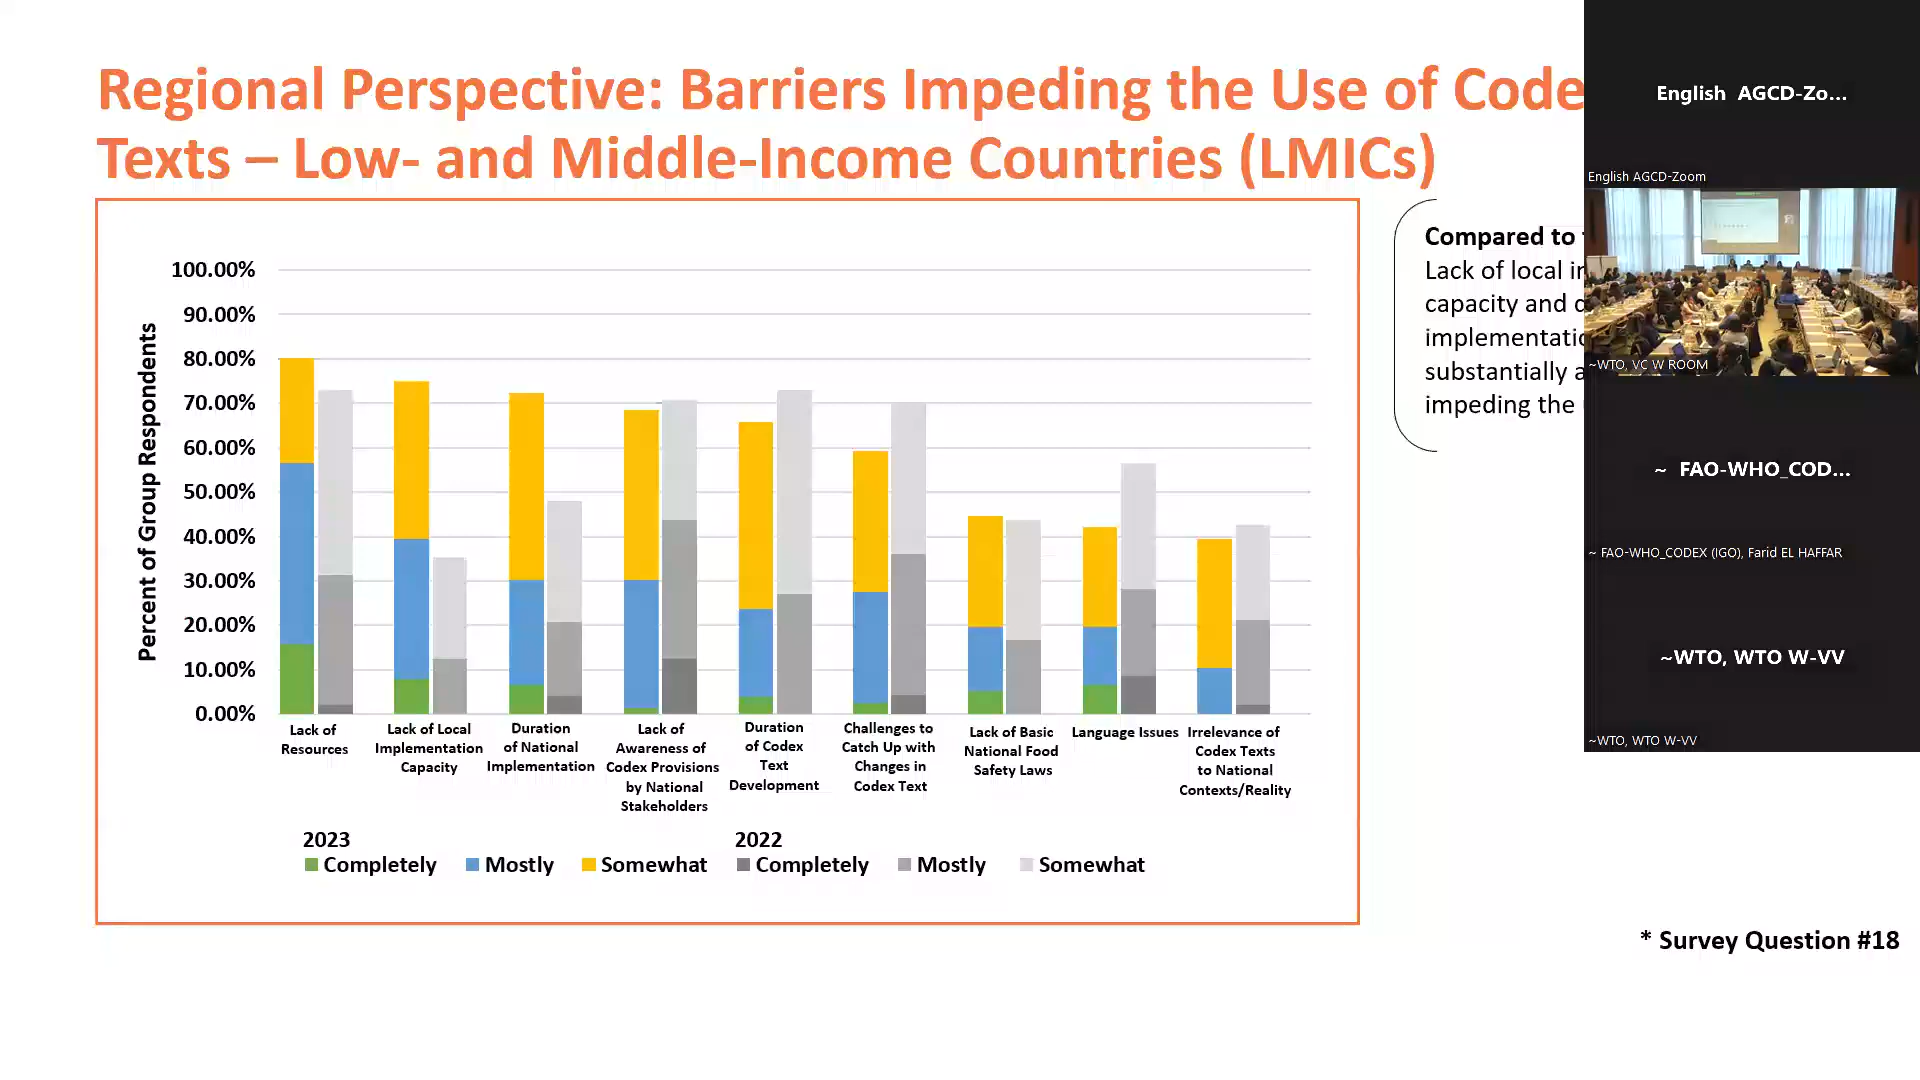 Regional Perspective: Barriers Impeding the Use of Code
Texts – Low- and Middle-Income Countries (LMICs)
100.00%
90.00%
80.00%
70.00%
60.00%
50.00%
40.00%
30.00%
20.00%
10.00%
0.00%
Percent of Group Respondents
Lack of
Resources
Lack of Local
Implementation
Capacity
Duration
of National
Implementation
Lack of
Awareness of
Codex Provisions
by National
Stakeholders
Duration
of Codex
Text
Development
Challenges to
Catch Up with
Changes in
Codex Text
Lack of Basic
National Food
Safety Laws
Language Issues
Irrelevance of
Codex Texts
to National
Contexts/Reality
2023
Completely Mostly Somewhat
2022
Completely Mostly Somewhat
Compared to
Lack of local
capacity and
implementatio
substantially
impeding the
* Survey Question #18
English AGCD-Zo...
English AGCD-Zoom
~WTO, VC W ROOM
~ FAO-WHO_COD...
~ FAO-WHO_CODEX (IGO), Farid EL HAFFAR
~WTO, WTO W-VV
~WTO, WTO W-VV